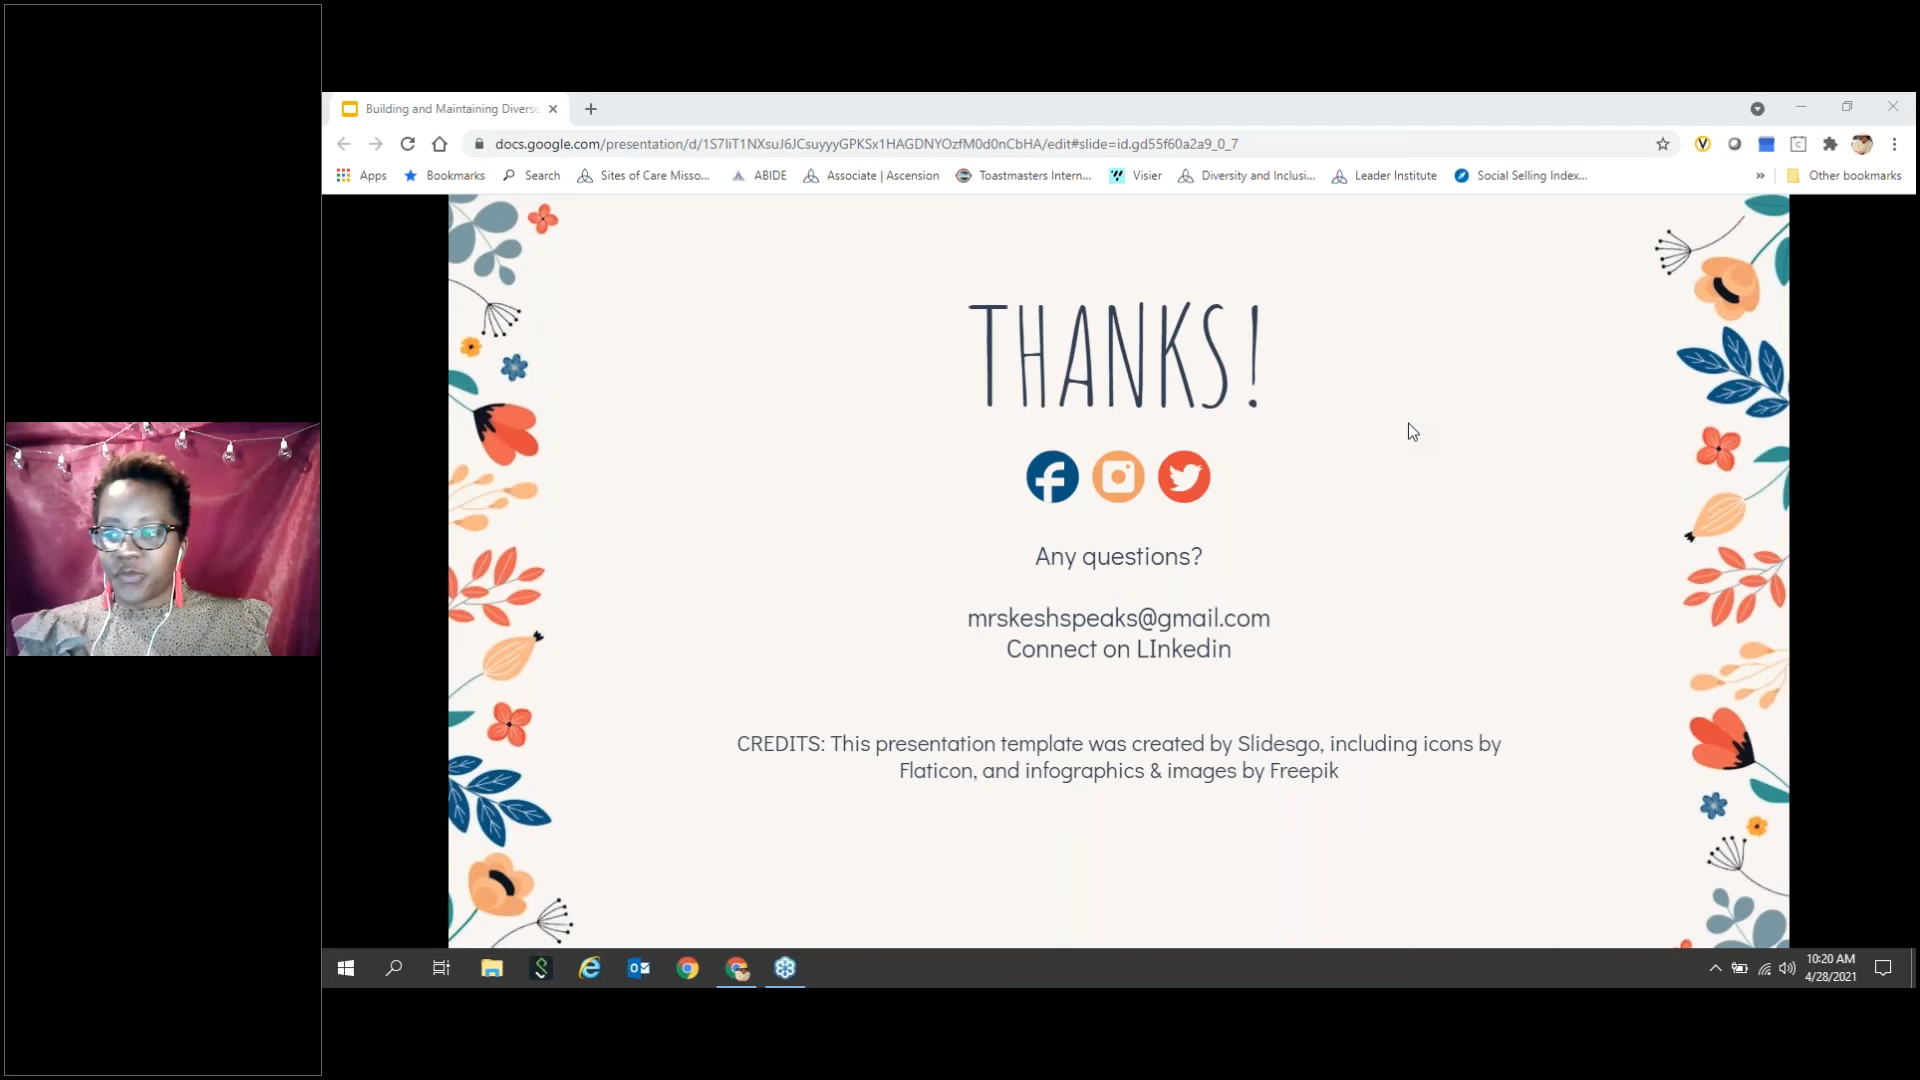 Building and Maintaining Diverse
docs.google.com/presentation/d/1S7IiT1NXsuJ6JCsuyyyGPKSx1HAGDNYOzfM0d0nCbHA/edit#slide=id.gd55f60a2a9_0_7
Apps Bookmarks Search Sites of Care Misso... ABIDE Associate | Ascension Toastmasters Intern... Visier Diversity and Inclusi... Leader Institute Social Selling Index... » Other bookmarks
THANKS!
Any questions?
mrskeshspeaks@gmail.com
Connect on LInkedin
CREDITS: This presentation template was created by Slidesgo, including icons by
Flaticon, and infographics & images by Freepik
10:20 AM
4/28/2021